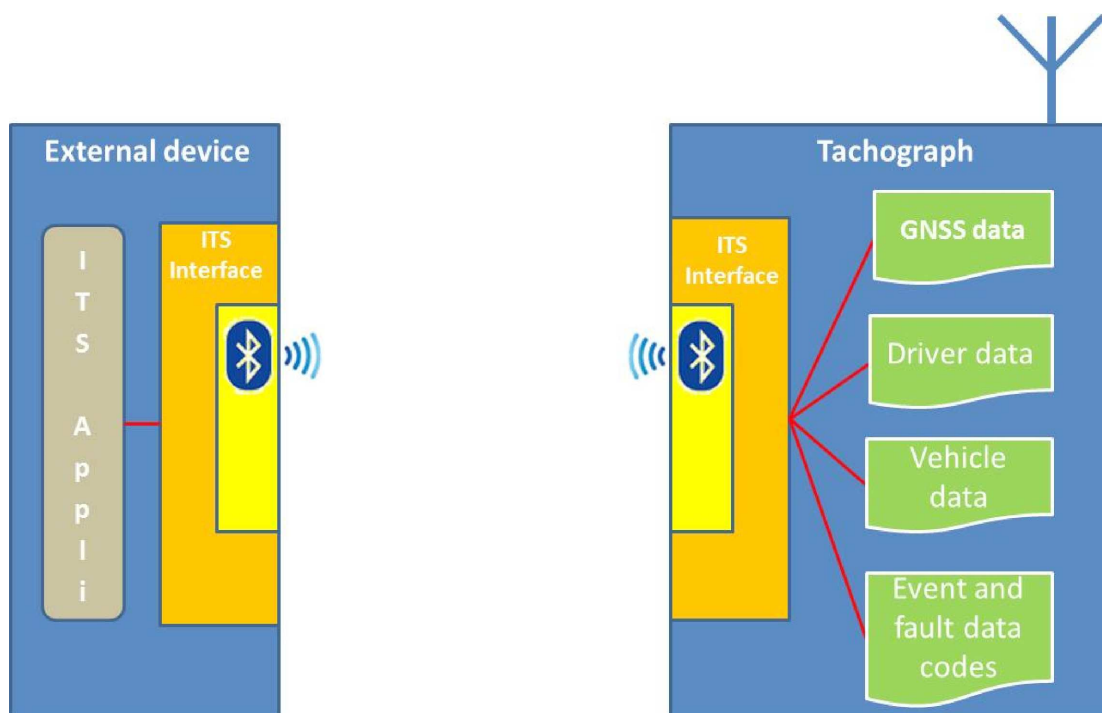 External device
ITS
Interface
I
T
S
A
p
p
l
i
Tachograph
ITS
Interface
GNSS data
Driver data
Vehicle
data
Event and
fault data
codes